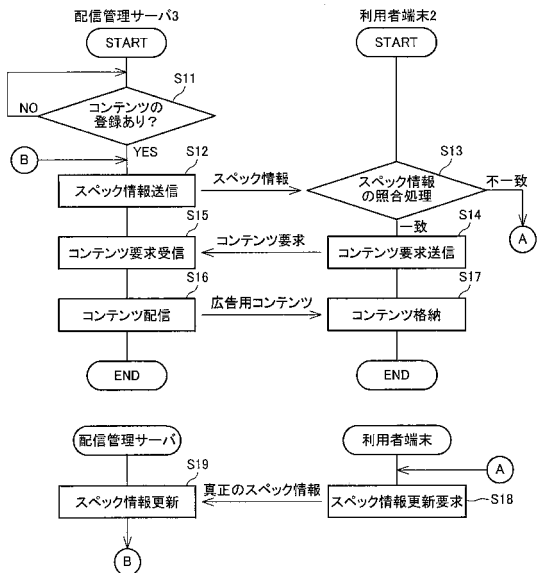 配信管理サーバ3
利用者端末2
START
START
S11
NO
コンテンツの
登録あり?
YES
B
S12
スペック情報送信
スペック情報
S13
スペック情報
の照合処理
不一致
A
一致
S15
コンテンツ要求受信
コンテンツ要求
S14
コンテンツ要求送信
S16
コンテンツ配信
広告用コンテンツ
S17
コンテンツ格納
END
END
配信管理サーバ
利用者端末
A
S19
スペック情報更新
真正のスペック情報
スペック情報更新要求
S18
B